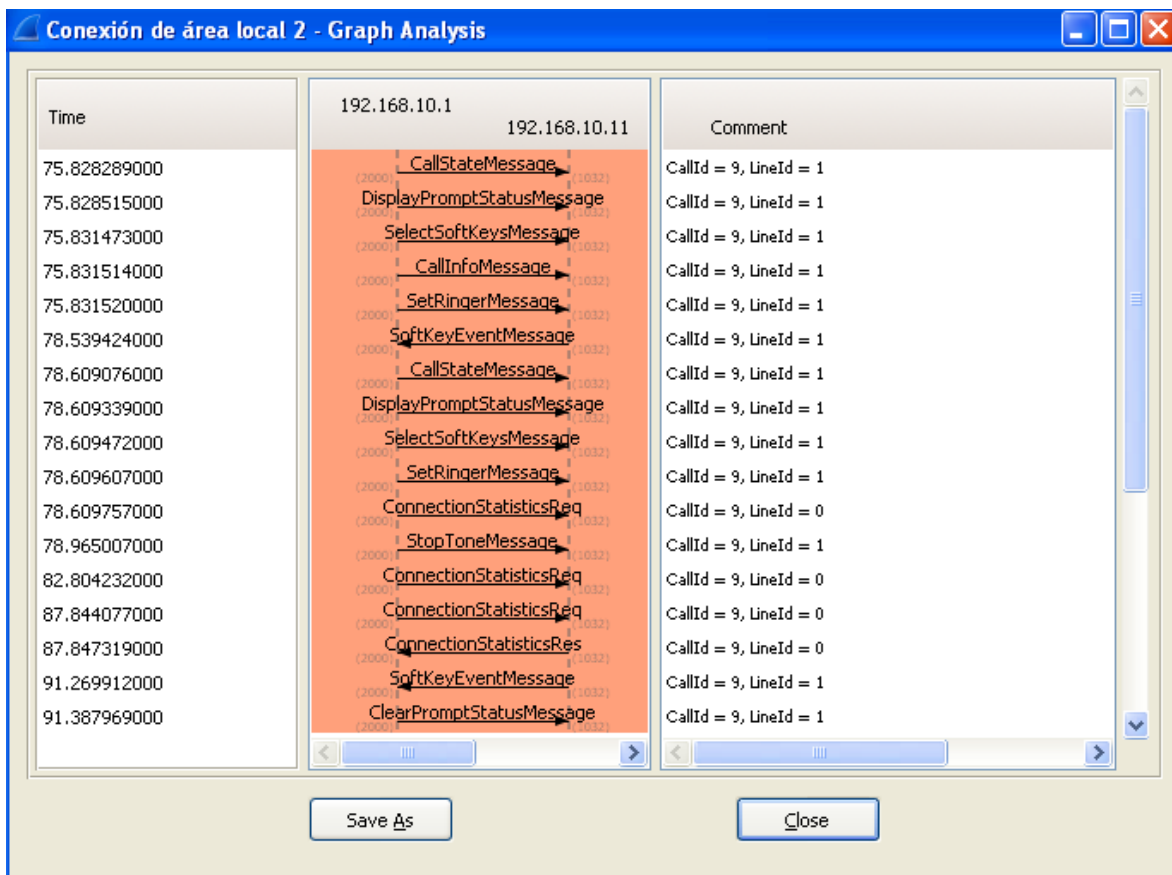 Conexión de área local 2 - Graph Analysis
Time 192.168.10.1 192.168.10.11 Comment
75.828289000 CallStateMessage (2000) (1032) CallId = 9, LineId = 1
75.828515000 DisplayPromptStatusMessage (2000) (1032) CallId = 9, LineId = 1
75.831473000 SelectSoftKeysMessage (2000) (1032) CallId = 9, LineId = 1
75.831514000 CallInfoMessage (2000) (1032) CallId = 9, LineId = 1
75.831520000 SetRingerMessage (2000) (1032) CallId = 9, LineId = 1
78.539424000 SoftKeyEventMessage (2000) (1032) CallId = 9, LineId = 1
78.609076000 CallStateMessage (2000) (1032) CallId = 9, LineId = 1
78.609339000 DisplayPromptStatusMessage (2000) (1032) CallId = 9, LineId = 1
78.609472000 SelectSoftKeysMessage (2000) (1032) CallId = 9, LineId = 1
78.609607000 SetRingerMessage (2000) (1032) CallId = 9, LineId = 1
78.609757000 ConnectionStatisticsReq (2000) (1032) CallId = 9, LineId = 0
78.965007000 StopToneMessage (2000) (1032) CallId = 9, LineId = 1
82.804232000 ConnectionStatisticsReq (2000) (1032) CallId = 9, LineId = 0
87.844077000 ConnectionStatisticsReq (2000) (1032) CallId = 9, LineId = 0
87.847319000 ConnectionStatisticsRes (2000) (1032) CallId = 9, LineId = 0
91.269912000 SoftKeyEventMessage (2000) (1032) CallId = 9, LineId = 1
91.387969000 ClearPromptStatusMessage (2000) (1032) CallId = 9, LineId = 1
Save As Close